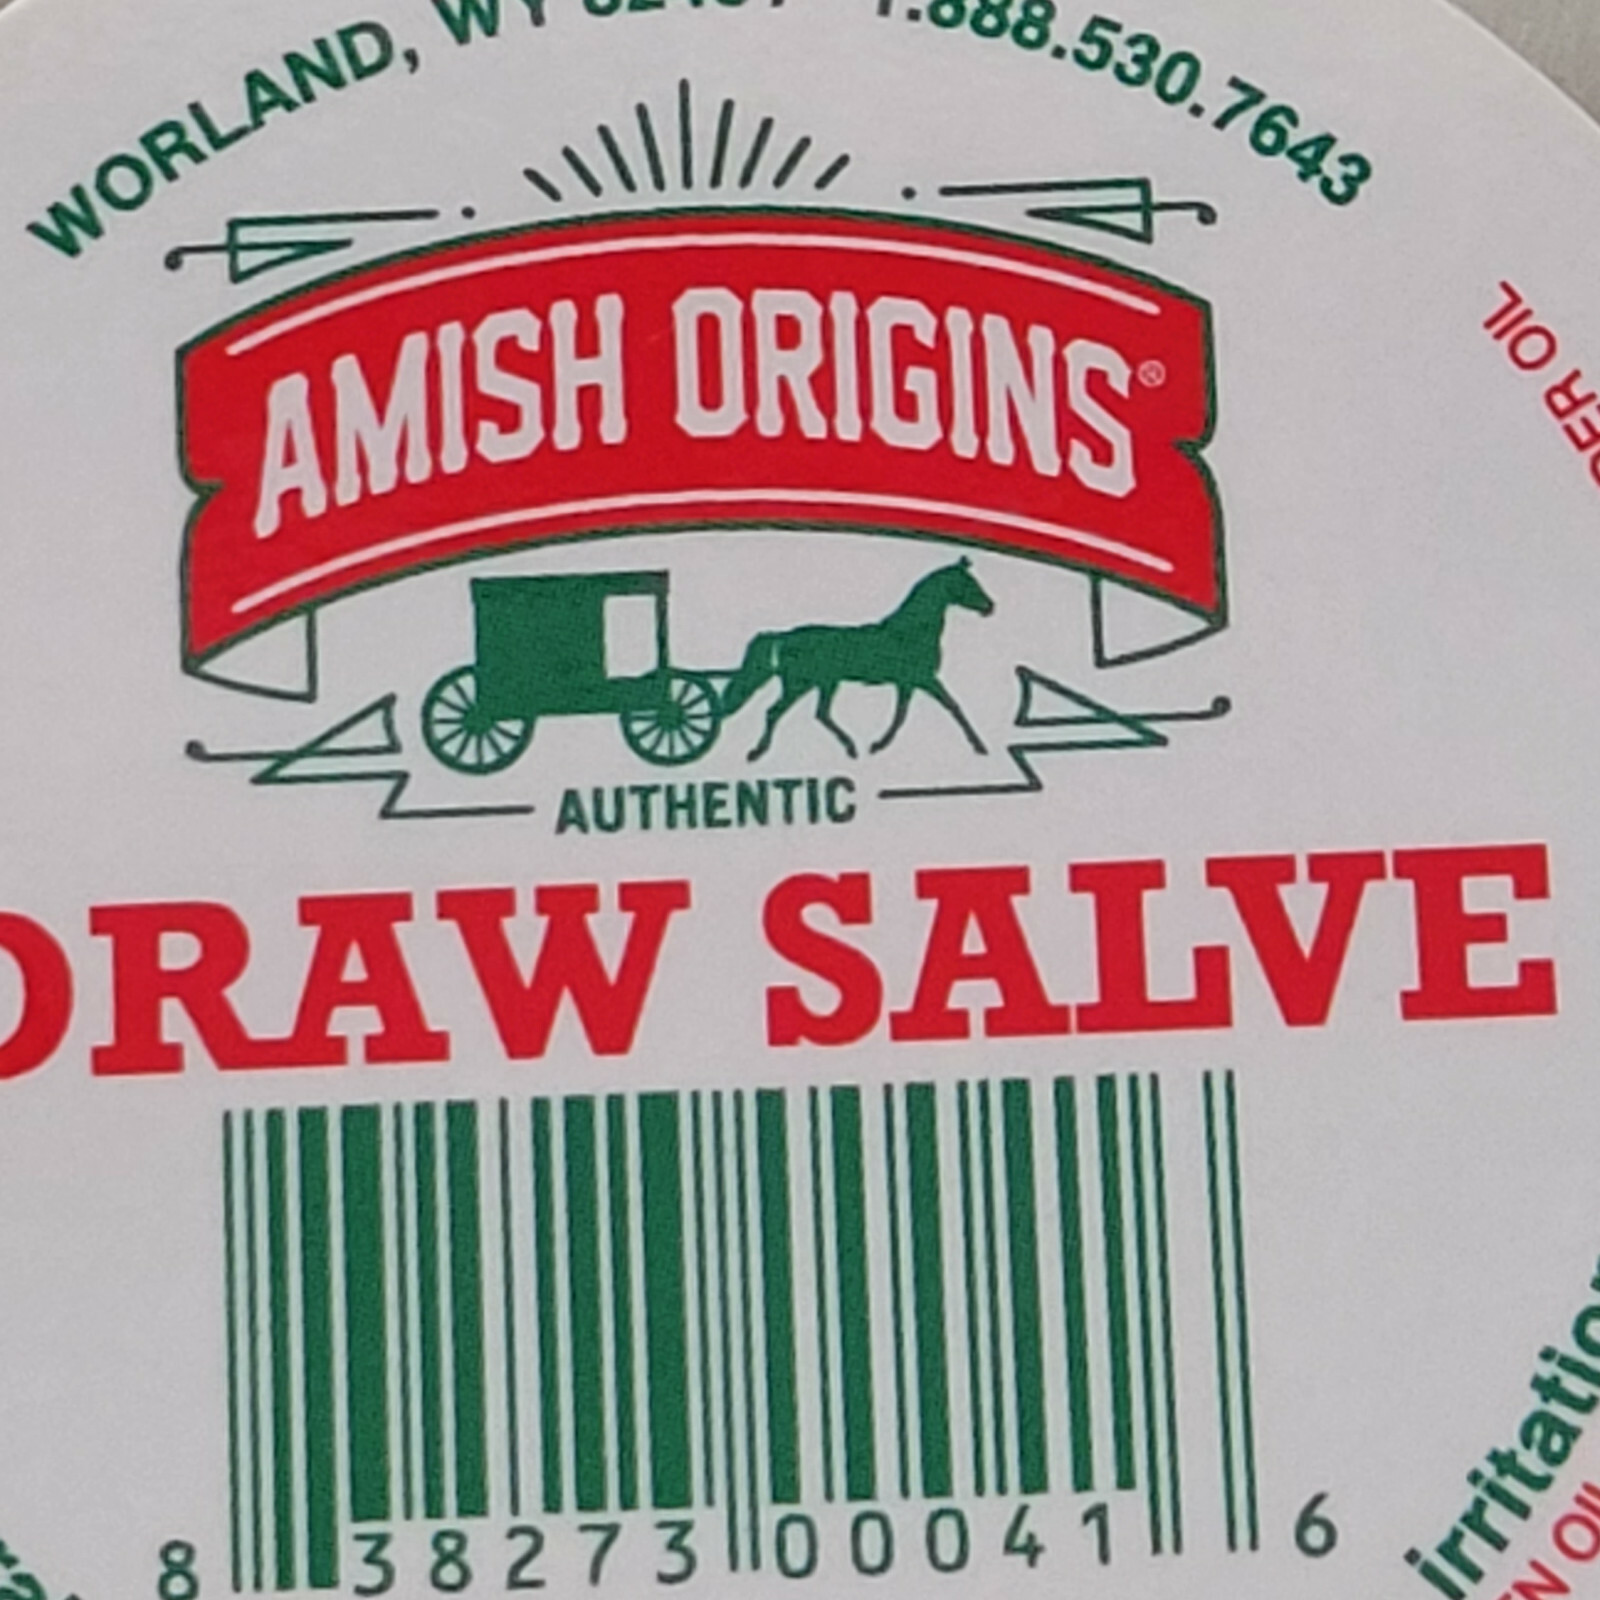 WORLAND, WY 1.888.530.7643
AMISH ORIGINS®
AUTHENTIC
DRAW SALVE
8 38273 00041 6
OIL
irritation